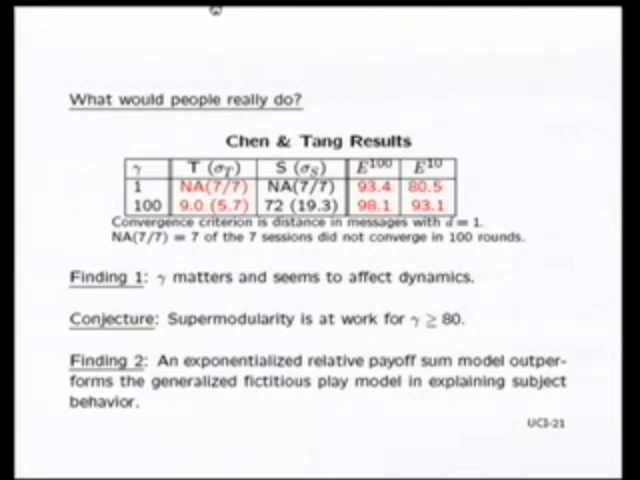 What would people really do?
Chen & Tang Results
γ T (σ_T) S (σ_S) E^100 E^10
1 NA(7/7) NA(7/7) 93.4 80.5
100 9.0 (5.7) 72 (19.3) 98.1 93.1
Convergence criterion is distance in messages with d = 1.
NA(7/7) = 7 of the 7 sessions did not converge in 100 rounds.
Finding 1: γ matters and seems to affect dynamics.
Conjecture: Supermodularity is at work for γ ≥ 80.
Finding 2: An exponentialized relative payoff sum model outper-
forms the generalized fictitious play model in explaining subject
behavior.
UCI-21